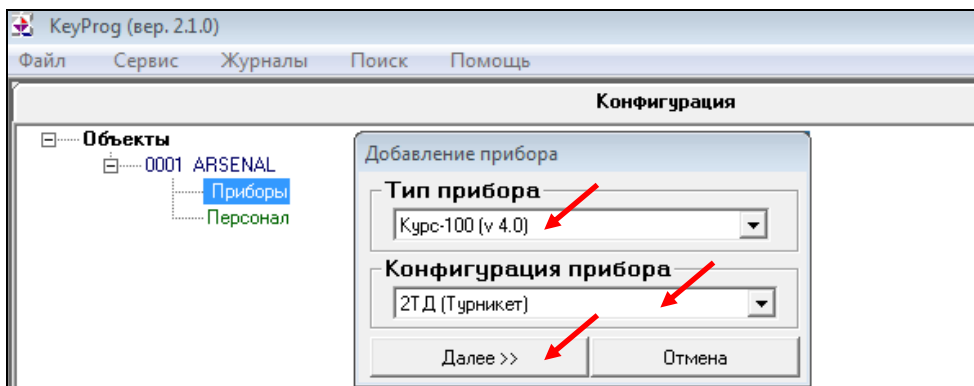 KeyProg (вер. 2.1.0)
Файл Сервис Журналы Поиск Помощь
Конфигурация
Объекты
0001 ARSENAL
Приборы
Персонал
Добавление прибора
Тип прибора
Курс-100 (v 4.0)
Конфигурация прибора
2ТД (Турникет)
Далее >> Отмена